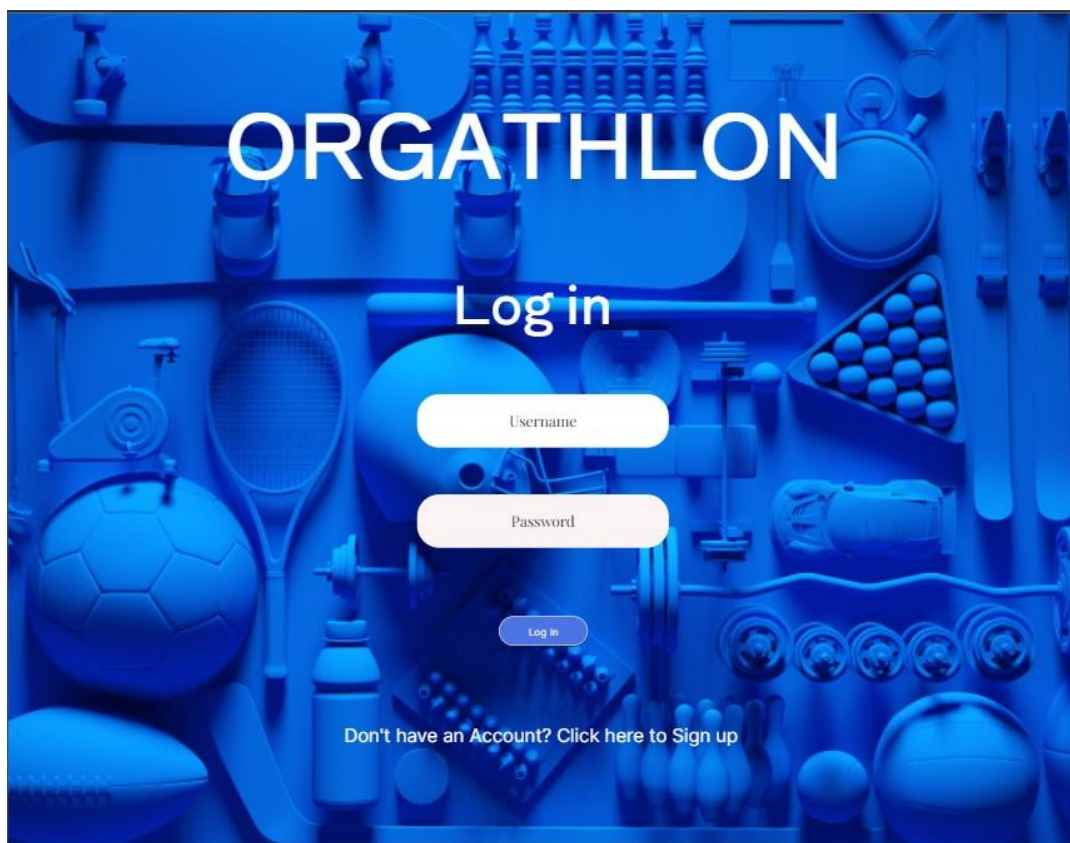 ORGATHLON
Log in
Username
Password
Log in
Don't have an Account? Click here to Sign up